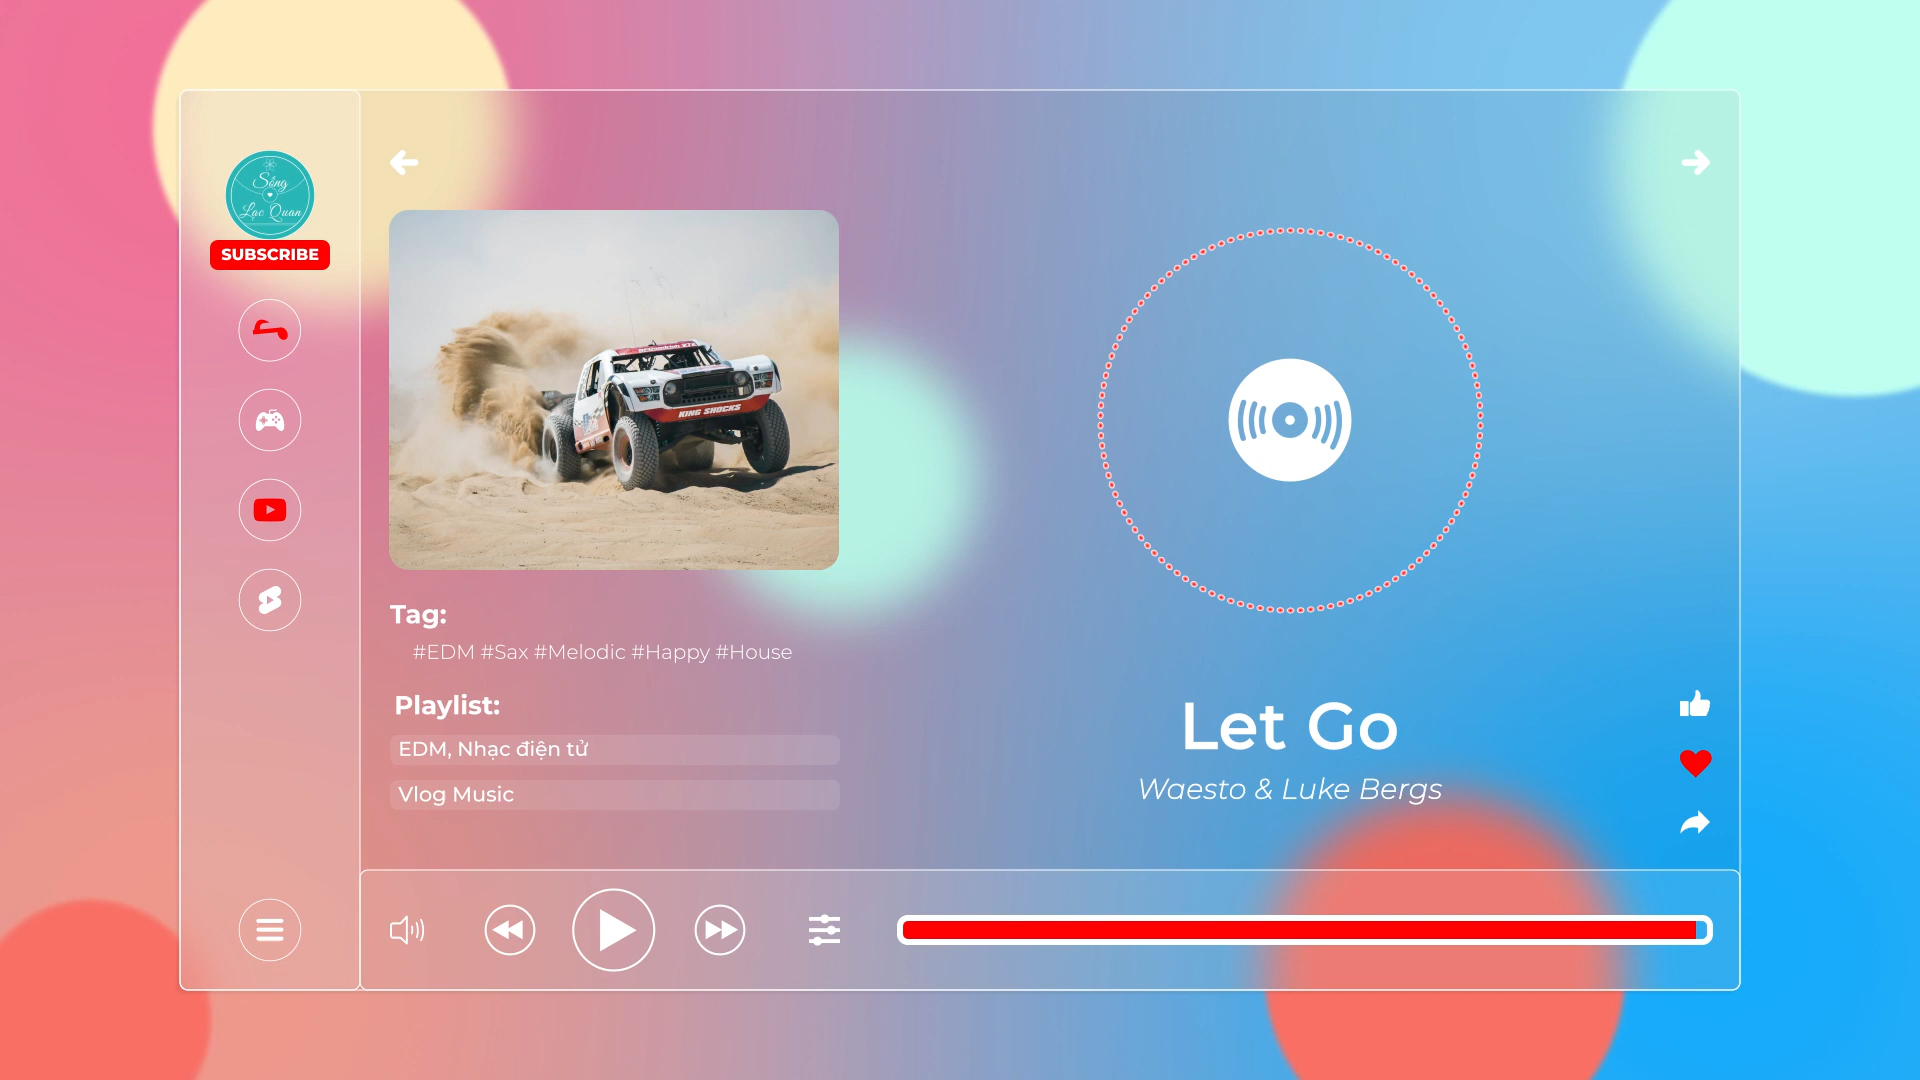 Sống
Lạc Quan
SUBSCRIBE
KING SHOCKS
Tag:
#EDM #Sax #Melodic #Happy #House
Playlist:
EDM, Nhạc điện tử
Vlog Music
Let Go
Waesto & Luke Bergs